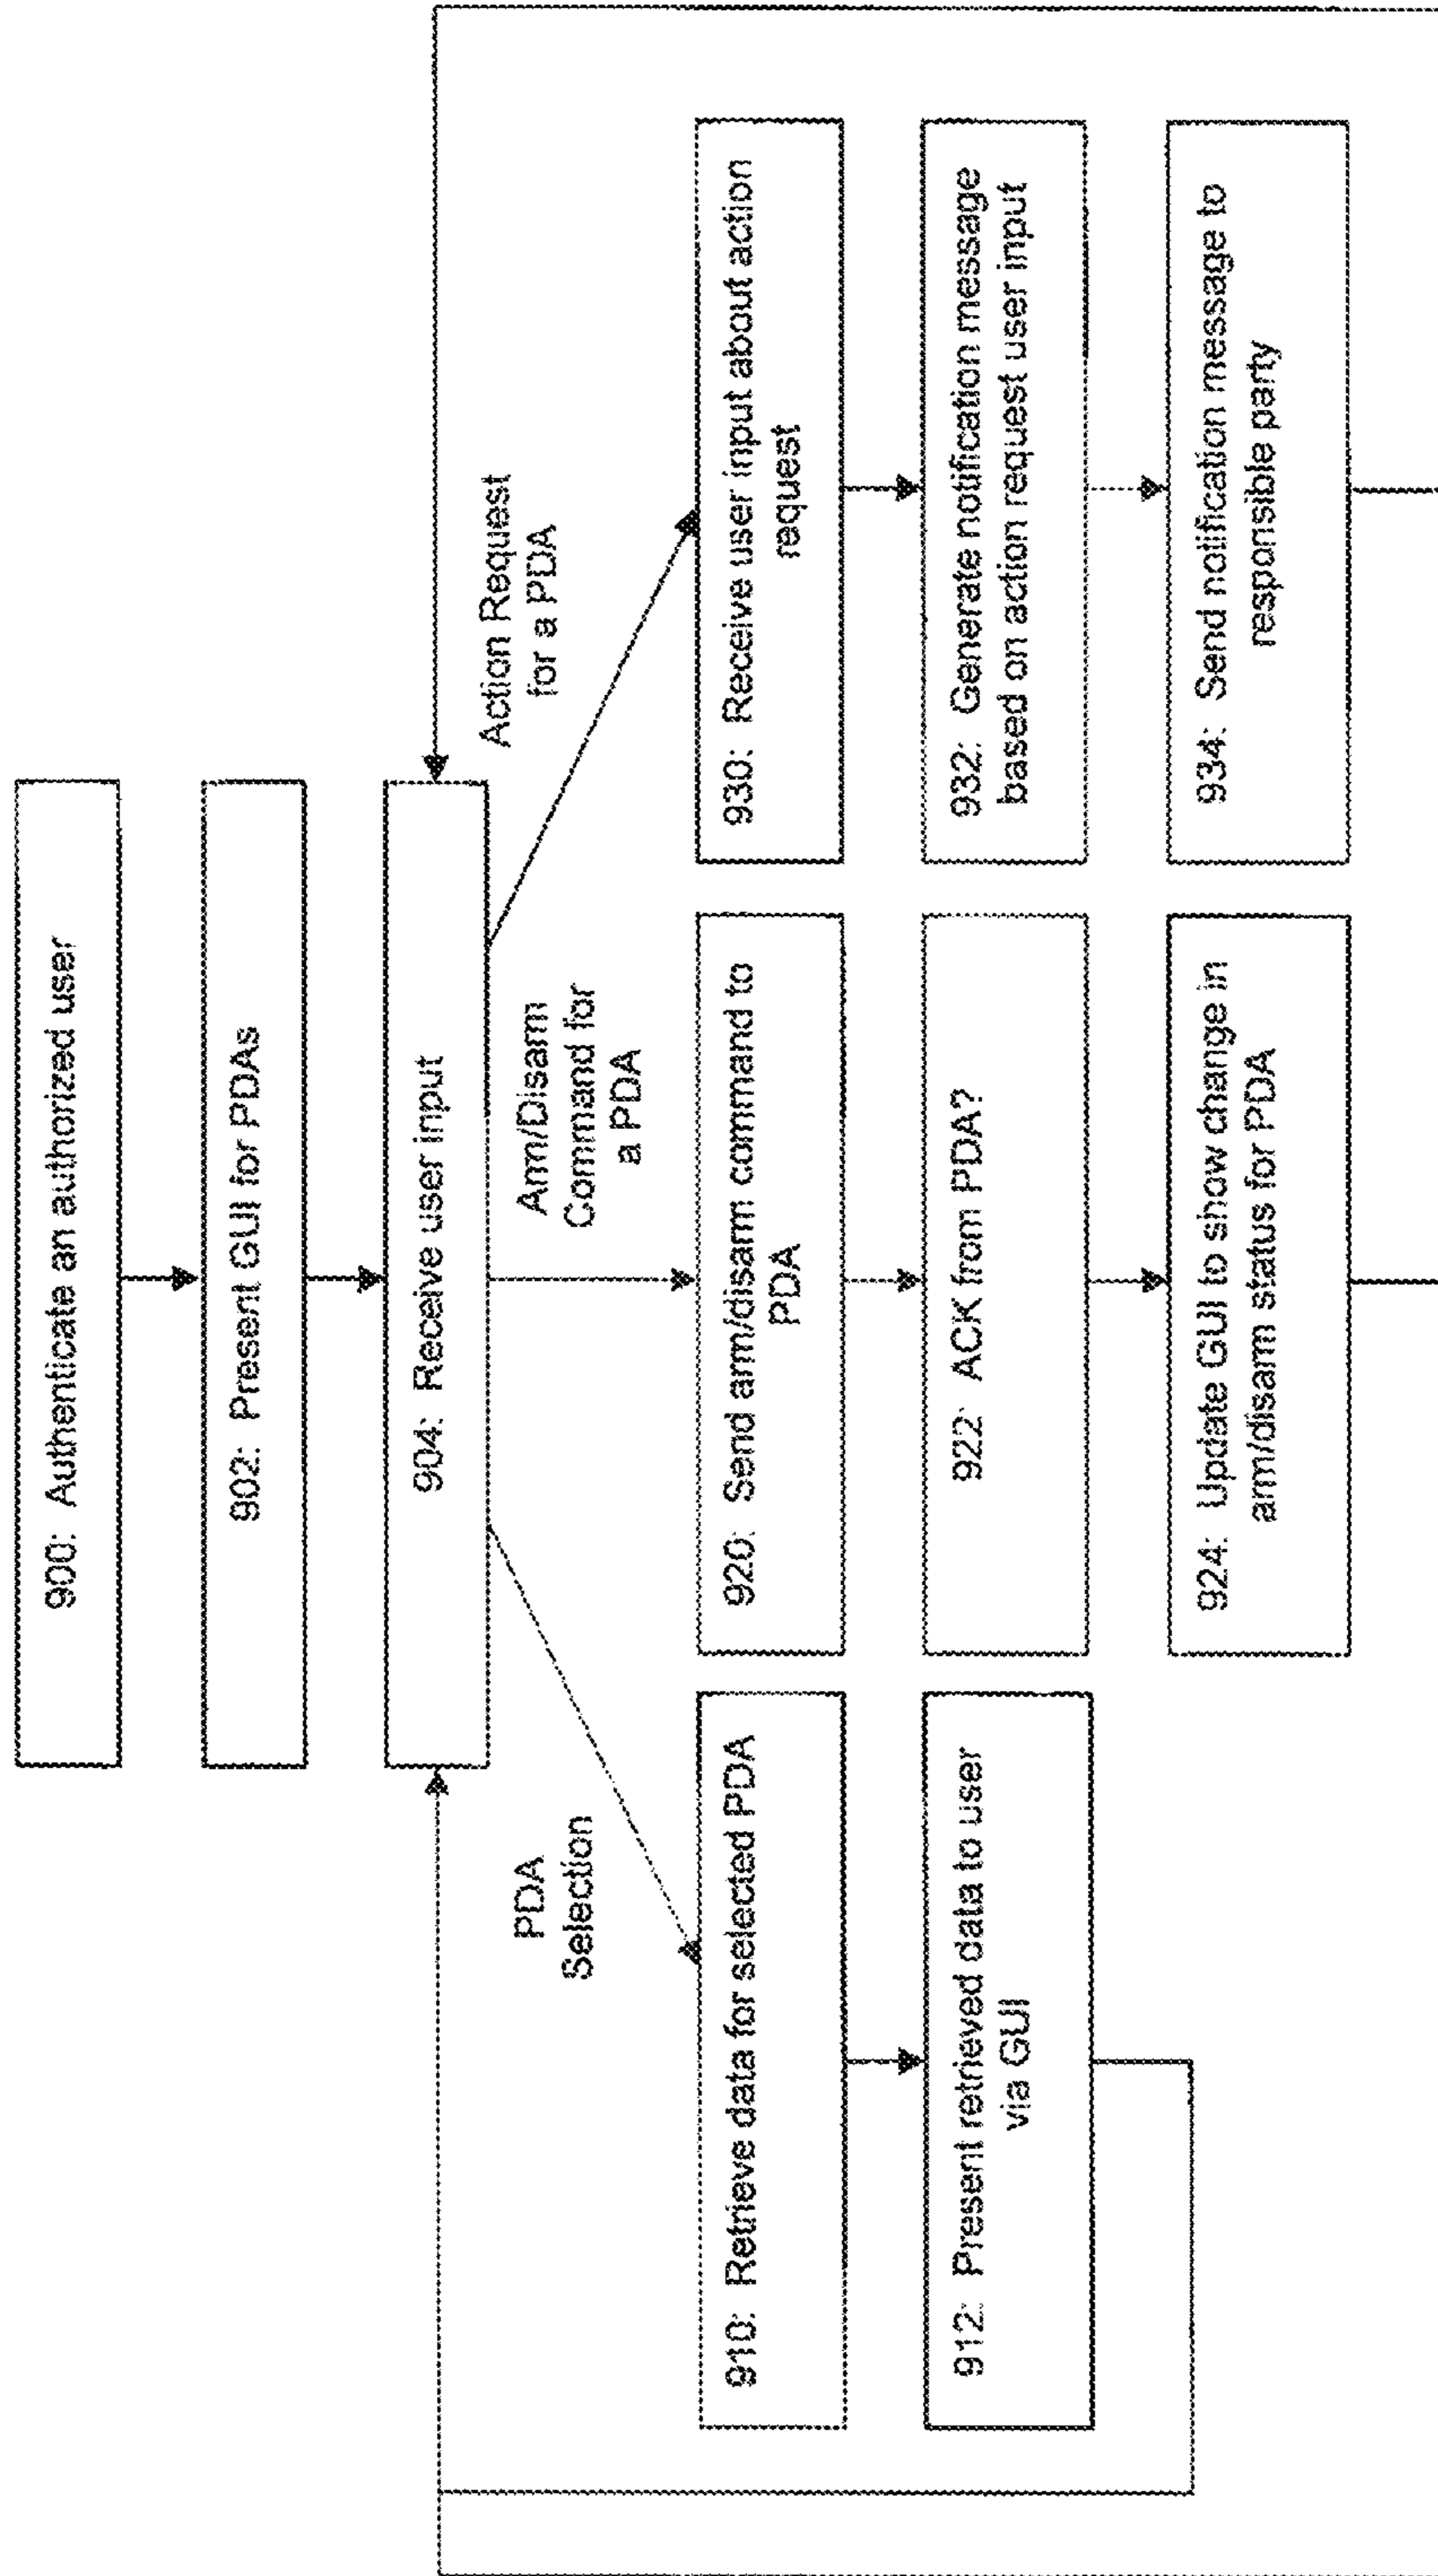 900: Authenticate an authorized user
902: Present GUI for PDAs
904: Receive user input
PDA
Selection
Arm/Disarm
Command for
a PDA
Action Request
for a PDA
910: Retrieve data for selected PDA
912: Present retrieved data to user
via GUI
920: Send arm/disarm command to
PDA
922: ACK from PDA?
924: Update GUI to show change in
arm/disarm status for PDA
930: Receive user input about action
request
932: Generate notification message
based on action request user input
934: Send notification message to
responsible party